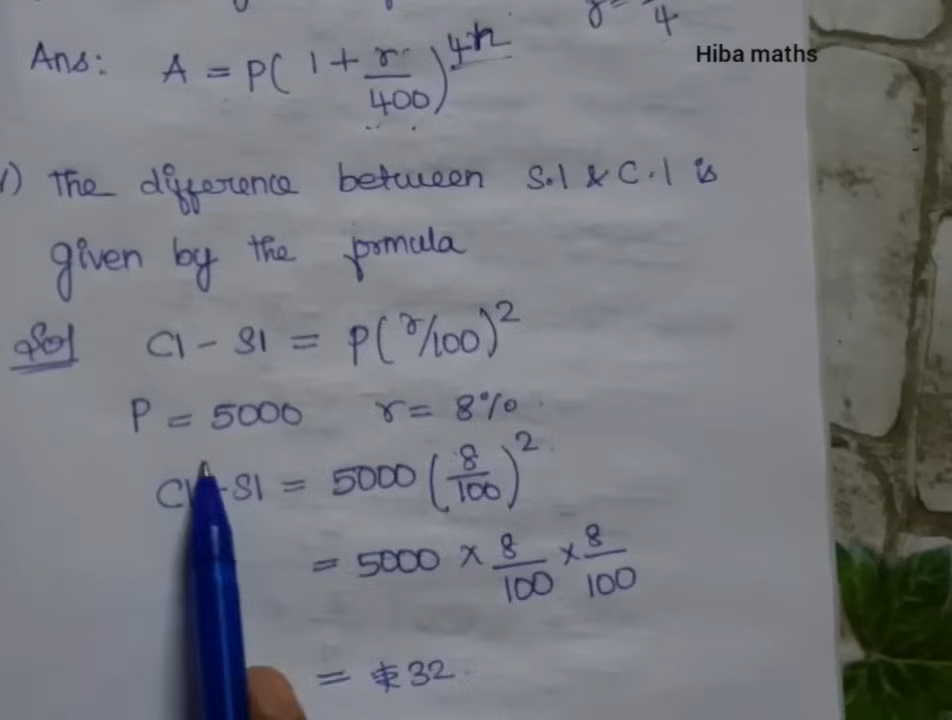 4
Hiba maths
Ans: A = P(1 + r/400)^4n
1) The difference between S.I & C.I is
given by the formula
Sol CI - SI = P(r/100)²
P = 5000 r = 8%
CI - SI = 5000 (8/100)²
= 5000 × 8/100 × 8/100
= ₹32.